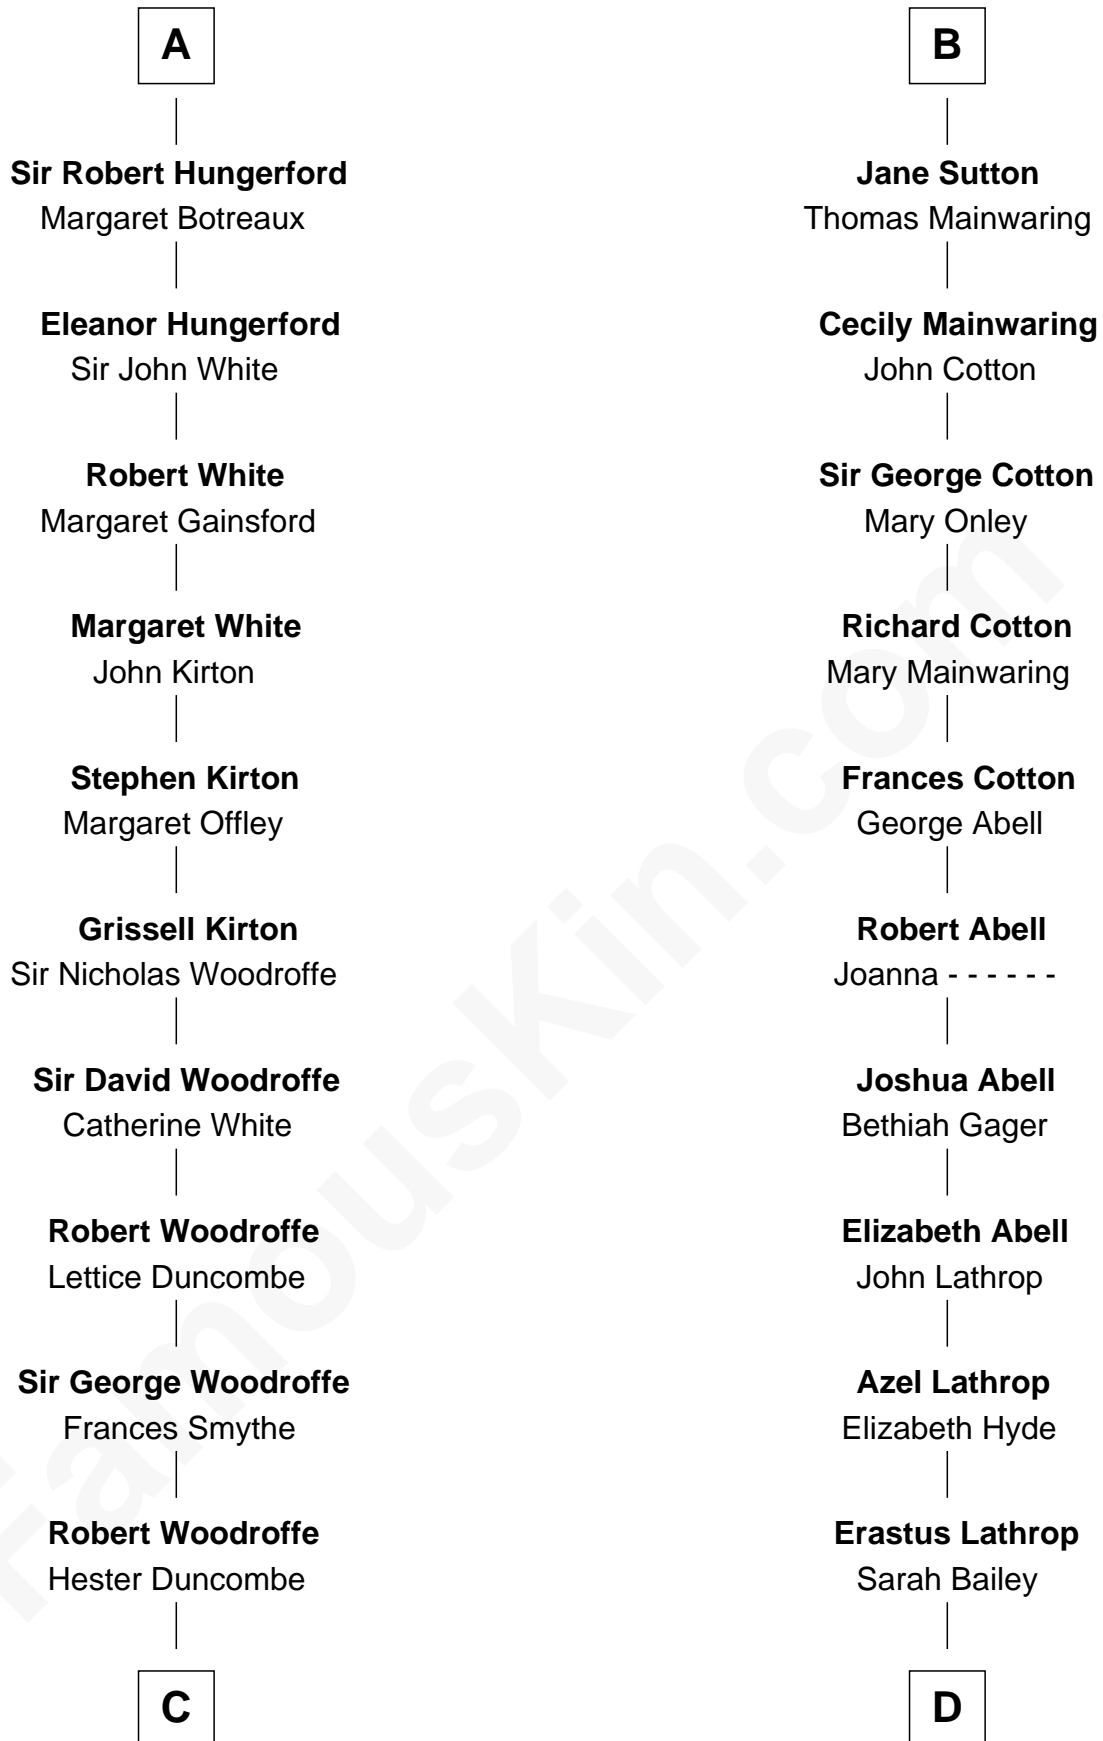 A
Sir Robert Hungerford
Margaret Botreaux
Eleanor Hungerford
Sir John White
Robert White
Margaret Gainsford
Margaret White
John Kirton
Stephen Kirton
Margaret Offley
Grissell Kirton
Sir Nicholas Woodroffe
Sir David Woodroffe
Catherine White
Robert Woodroffe
Lettice Duncombe
Sir George Woodroffe
Frances Smythe
Robert Woodroffe
Hester Duncombe
C
B
Jane Sutton
Thomas Mainwaring
Cecily Mainwaring
John Cotton
Sir George Cotton
Mary Onley
Richard Cotton
Mary Mainwaring
Frances Cotton
George Abell
Robert Abell
Joanna - - - - - -
Joshua Abell
Bethiah Gager
Elizabeth Abell
John Lathrop
Azel Lathrop
Elizabeth Hyde
Erastus Lathrop
Sarah Bailey
D
FamousKin.com